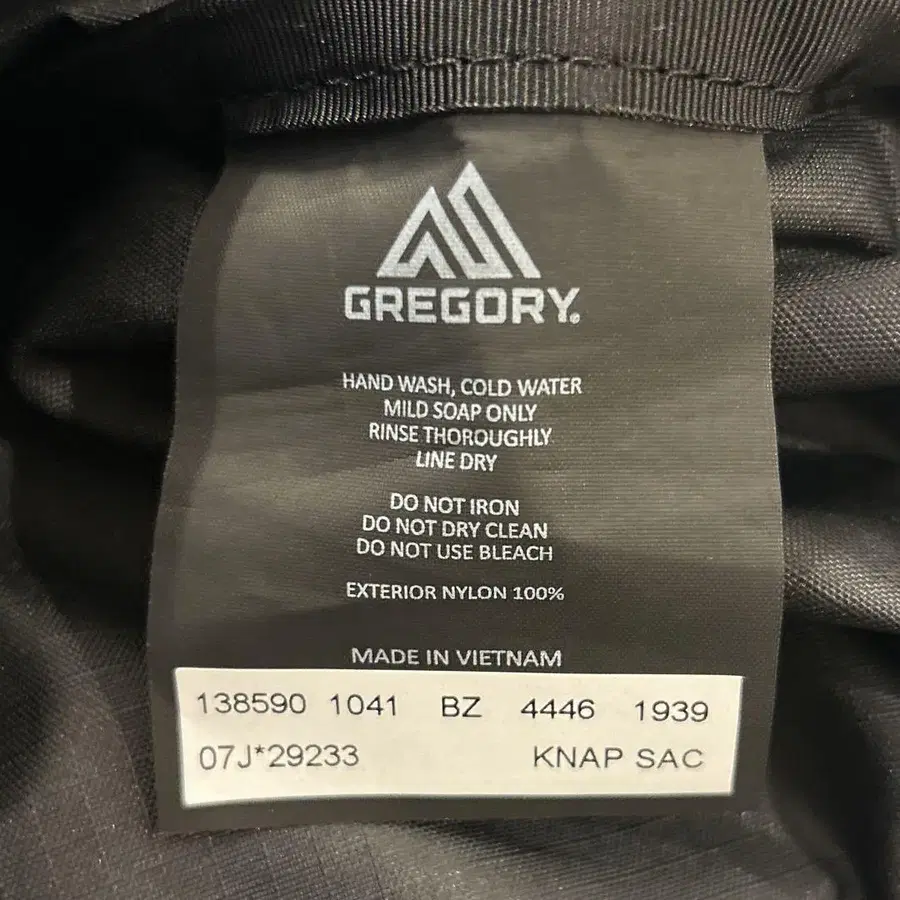 GREGORY.
HAND WASH, COLD WATER
MILD SOAP ONLY
RINSE THOROUGHLY
LINE DRY
DO NOT IRON
DO NOT DRY CLEAN
DO NOT USE BLEACH
EXTERIOR NYLON 100%
MADE IN VIETNAM
138590 1041 BZ 4446 1939
07J*29233 KNAP SAC